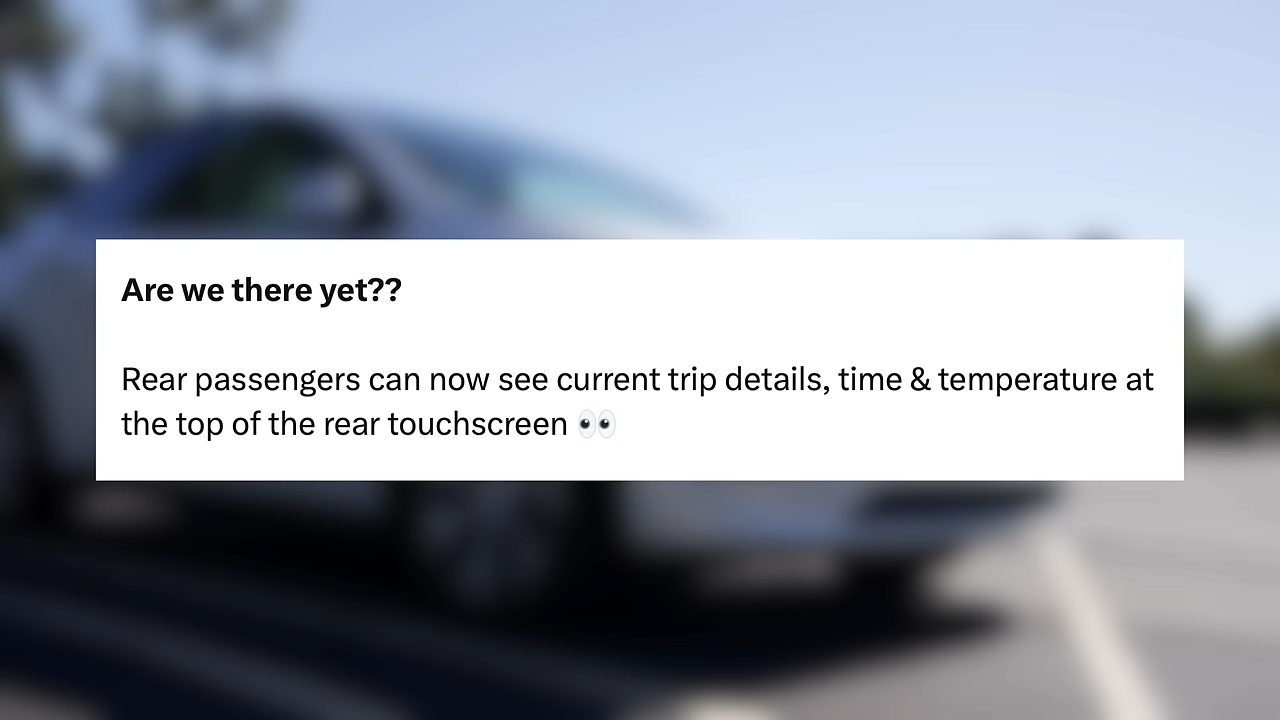 Are we there yet??
Rear passengers can now see current trip details, time & temperature at
the top of the rear touchscreen 👀